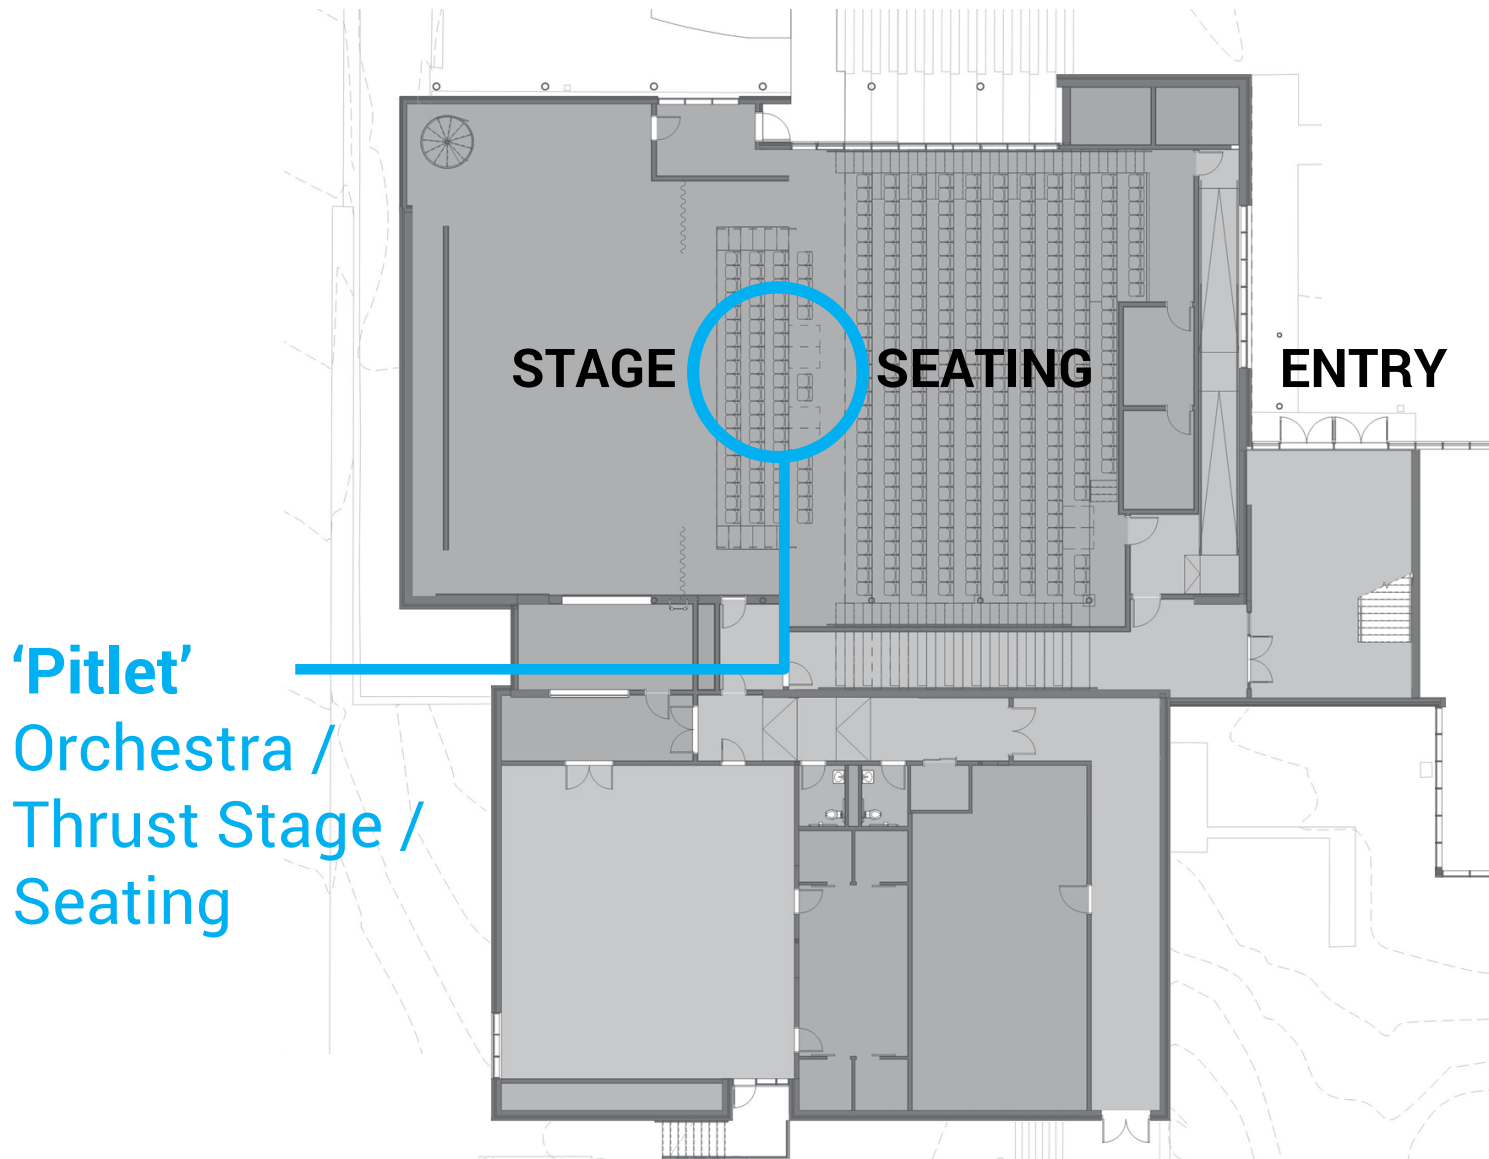 STAGE
SEATING
ENTRY
‘Pitlet’
Orchestra /
Thrust Stage /
Seating